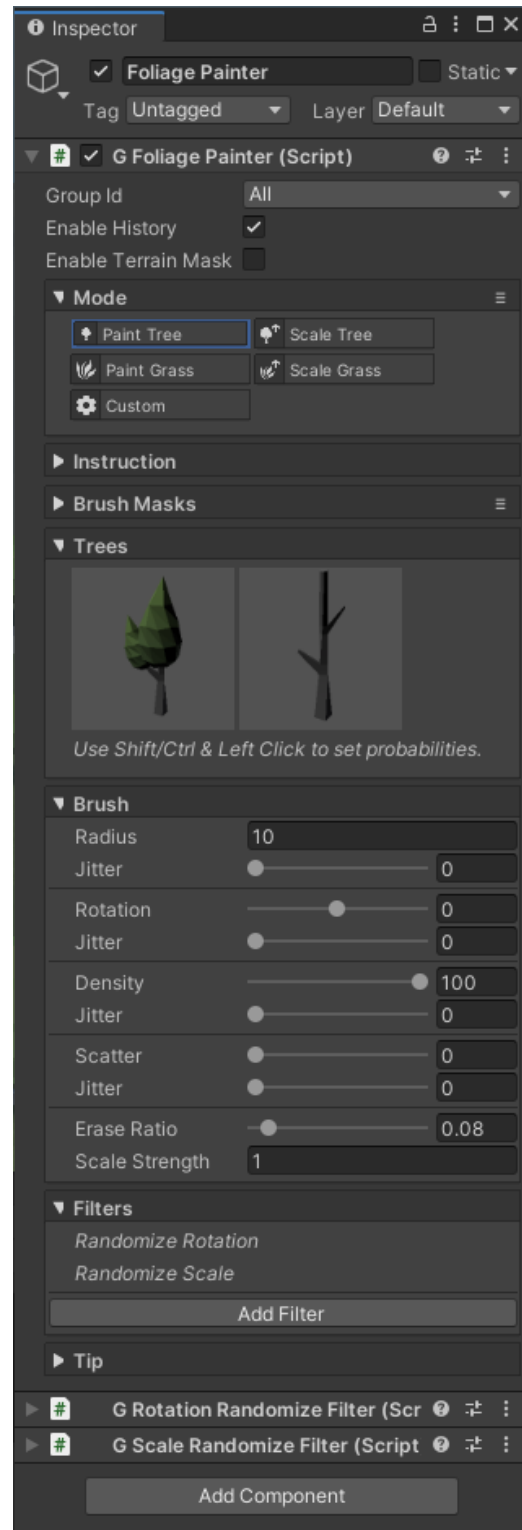 Inspector
Foliage Painter Static
Tag Untagged Layer Default
# G Foliage Painter (Script)
Group Id All
Enable History
Enable Terrain Mask
Mode
Paint Tree Scale Tree
Paint Grass Scale Grass
Custom
Instruction
Brush Masks
Trees
Use Shift/Ctrl & Left Click to set probabilities.
Brush
Radius 10
Jitter 0
Rotation 0
Jitter 0
Density 100
Jitter 0
Scatter 0
Jitter 0
Erase Ratio 0.08
Scale Strength 1
Filters
Randomize Rotation
Randomize Scale
Add Filter
Tip
# G Rotation Randomize Filter (Scr
# G Scale Randomize Filter (Script
Add Component